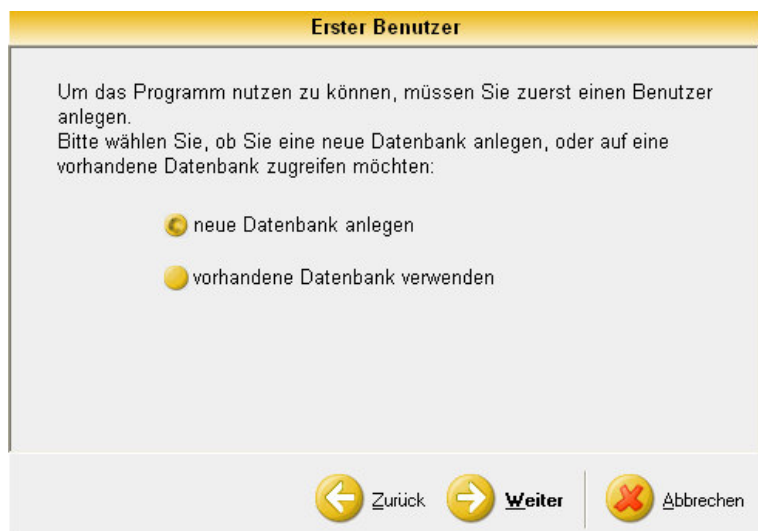 Erster Benutzer
Um das Programm nutzen zu können, müssen Sie zuerst einen Benutzer
anlegen.
Bitte wählen Sie, ob Sie eine neue Datenbank anlegen, oder auf eine
vorhandene Datenbank zugreifen möchten:
neue Datenbank anlegen
vorhandene Datenbank verwenden
Zurück Weiter Abbrechen